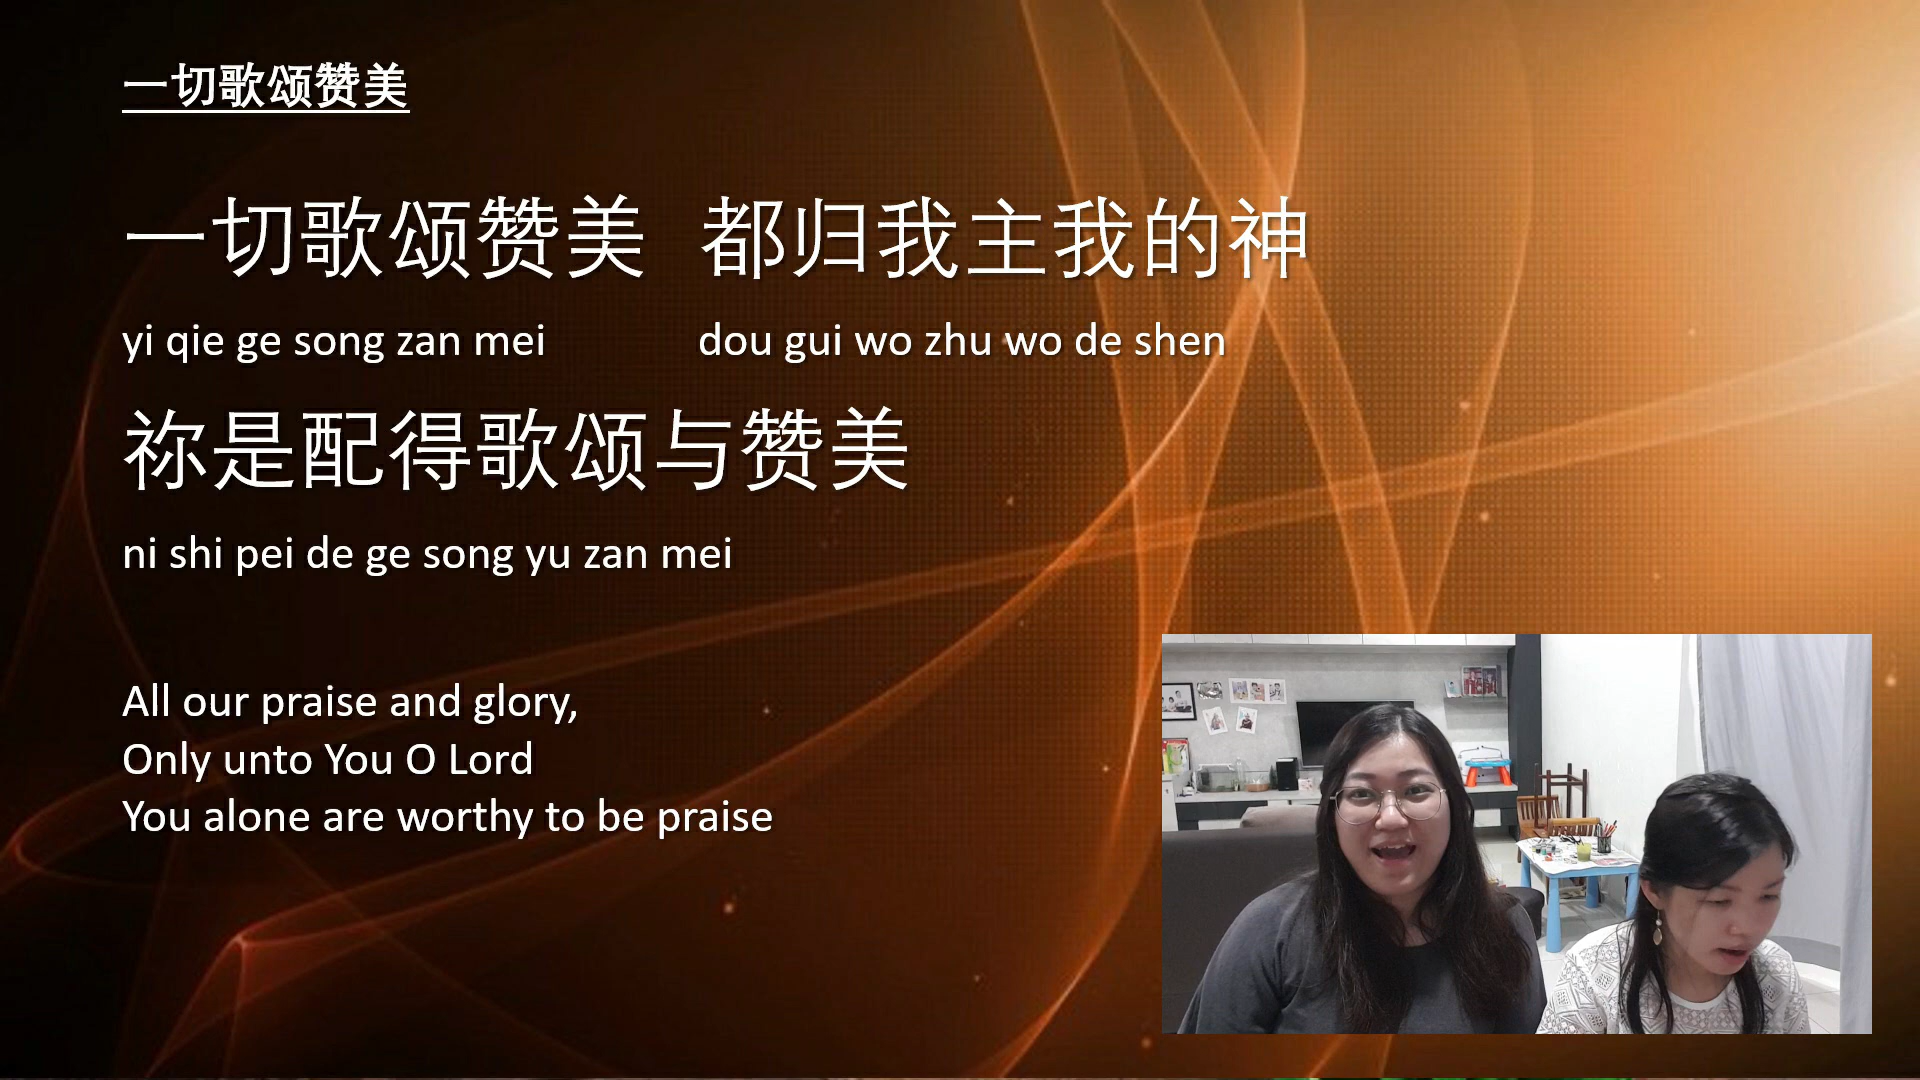 一切歌颂赞美
一切歌颂赞美 都归我主我的神
yi qie ge song zan mei dou gui wo zhu wo de shen
祢是配得歌颂与赞美
ni shi pei de ge song yu zan mei
All our praise and glory,
Only unto You O Lord
You alone are worthy to be praise